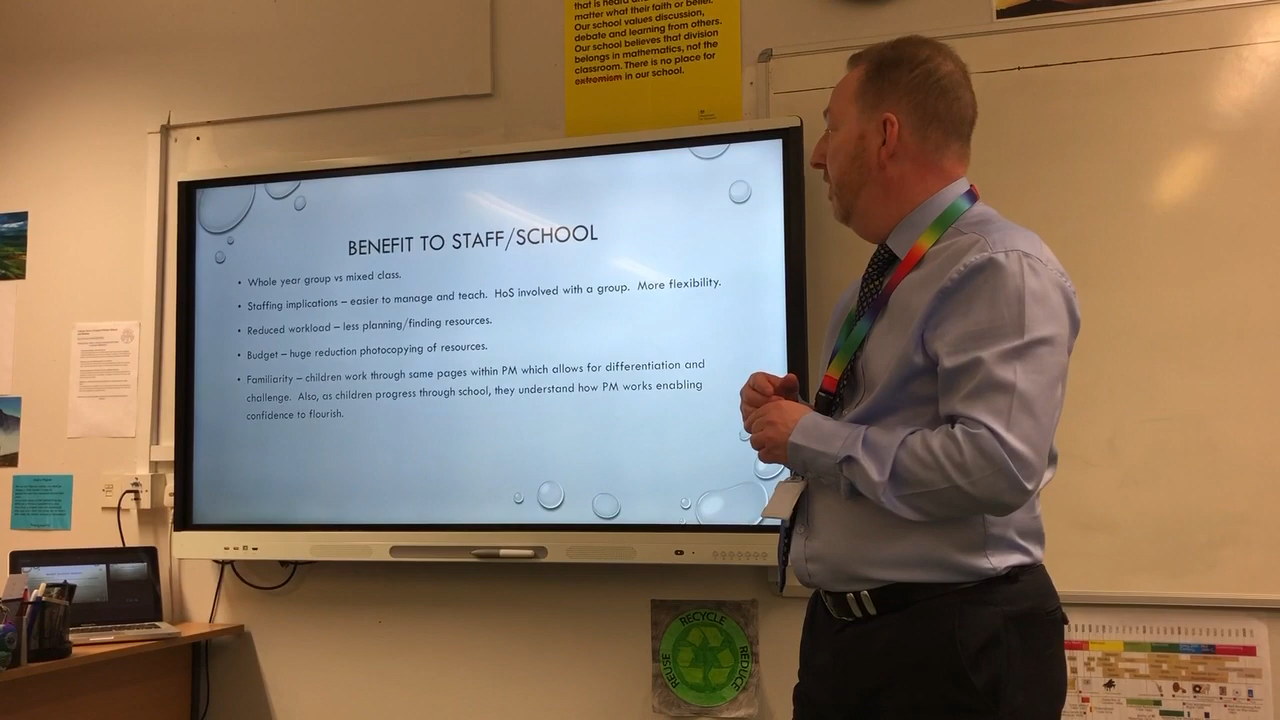 that is heard
matter what their faith or belief.
Our school values discussion,
debate and learning from others.
Our school believes that division
belongs in mathematics, not the
classroom. There is no place for
extremism in our school.
BENEFIT TO STAFF/SCHOOL
• Whole year group vs mixed class.
• Staffing implications – easier to manage and teach. HoS involved with a group. More flexibility.
• Reduced workload – less planning/finding resources.
• Budget – huge reduction photocopying of resources.
• Familiarity – children work through same pages within PM which allows for differentiation and
challenge. Also, as children progress through school, they understand how PM works enabling
confidence to flourish.
RECYCLE
REUSE
REDUCE